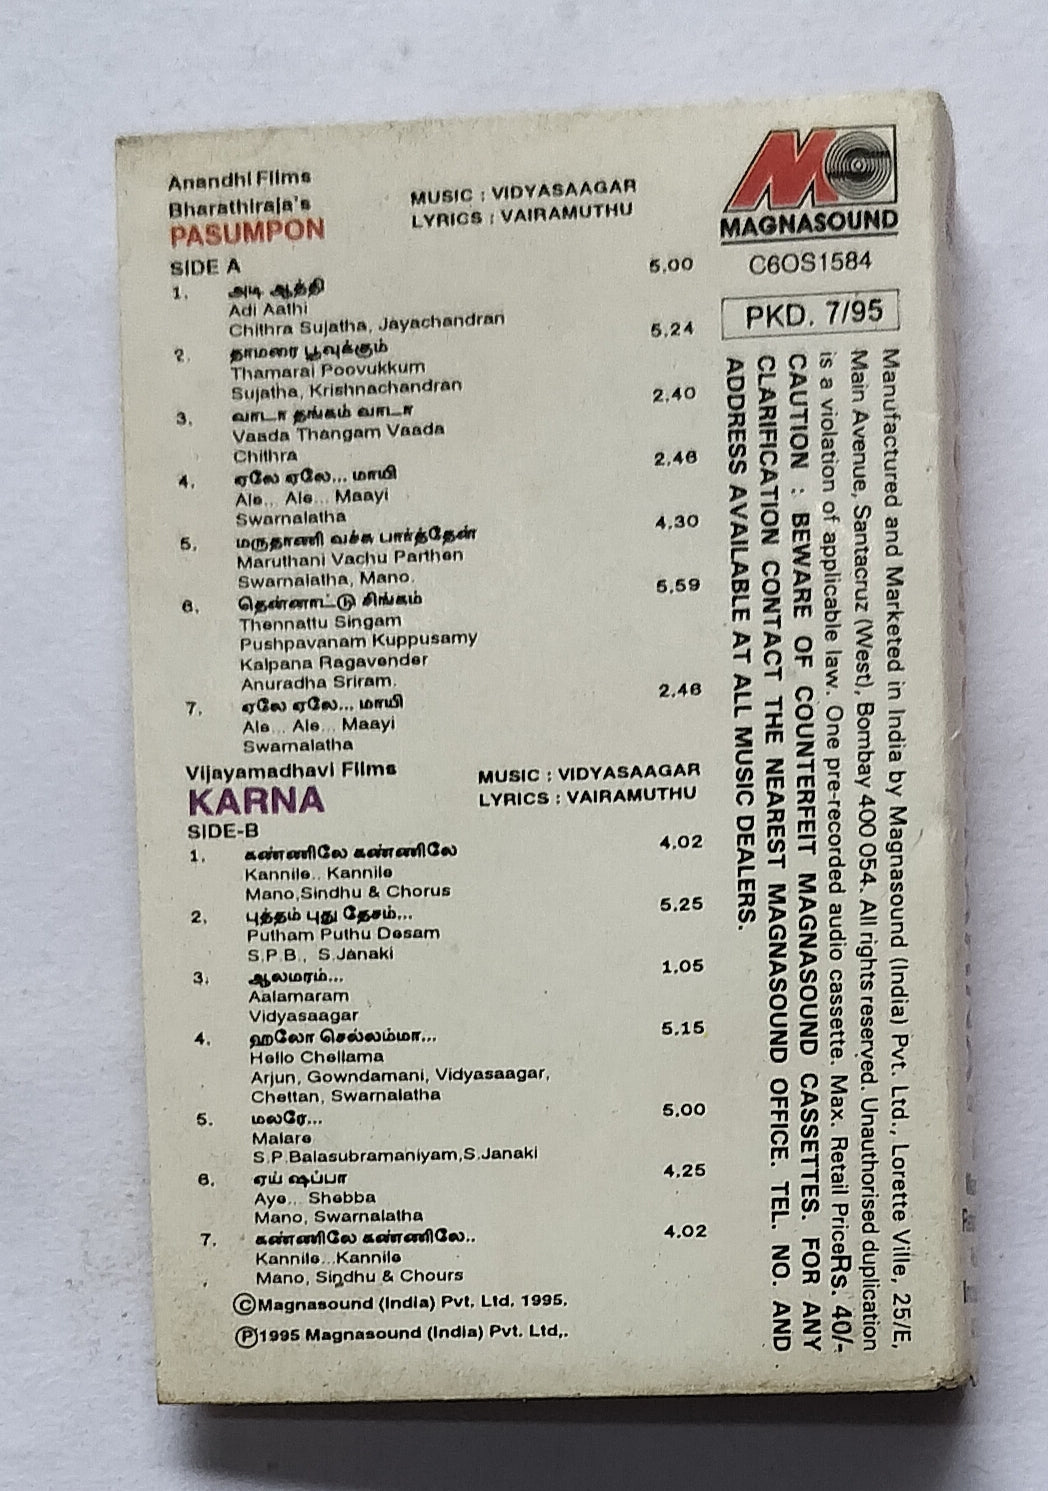 Anandhi Films
Bharathiraja's
PASUMPON
MUSIC : VIDYASAAGAR
LYRICS : VAIRAMUTHU
SIDE A
1. அடி ஆத்தி 5.00
Adi Aathi
Chithra Sujatha, Jayachandran
2. தாமரை பூவுக்கும் 5.24
Thamarai Poovukkum
Sujatha, Krishnachandran
3. வாடா தங்கம் வாடா 2.40
Vaada Thangam Vaada
Chithra
4. ஏலே ஏலே... மாயி 2.46
Ale... Ale... Maayi
Swarnalatha
5. மருதாணி வச்சு பார்த்தேன் 4.30
Maruthani Vachu Parthen
Swarnalatha, Mano.
6. தென்னாட்டு சிங்கம் 5.59
Thennattu Singam
Pushpavanam Kuppusamy
Kalpana Ragavender
Anuradha Sriram.
7. ஏலே ஏலே... மாயி 2.46
Ale... Ale... Maayi
Swarnalatha
Vijayamadhavi Films
KARNA
MUSIC : VIDYASAAGAR
LYRICS : VAIRAMUTHU
SIDE-B
1. கண்ணிலே கண்ணிலே 4.02
Kannile.. Kannile
Mano,Sindhu & Chorus
2. புத்தம் புது தேசம்... 5.25
Putham Puthu Desam
S.P.B., S.Janaki
3. ஆலமரம்... 1.05
Aalamaram
Vidyasaagar
4. ஹலோ செல்லம்மா... 5.15
Hello Chellama
Arjun, Gowndamani, Vidyasaagar,
Chettan, Swarnalatha
5. மலரே... 5.00
Malare
S.P.Balasubramaniyam,S.Janaki
6. ஏய் ஷப்பா 4.25
Aye... Shabba
Mano, Swarnalatha
7. கண்ணிலே கண்ணிலே.. 4.02
Kannile...Kannile
Mano, Sindhu & Chours
©Magnasound (India) Pvt. Ltd. 1995.
℗1995 Magnasound (India) Pvt. Ltd,.
MAGNASOUND
C6OS1584
PKD. 7/95
Manufactured and Marketed in India by Magnasound (India) Pvt. Ltd., Lorette Ville, 25/E,
Main Avenue, Santacruz (West), Bombay 400 054. All rights reserved. Unauthorised duplication
is a violation of applicable law. One pre-recorded audio cassette. Max. Retail PriceRs. 40/-
CAUTION : BEWARE OF COUNTERFEIT MAGNASOUND CASSETTES. FOR ANY
CLARIFICATION CONTACT THE NEAREST MAGNASOUND OFFICE. TEL. NO. AND
ADDRESS AVAILABLE AT ALL MUSIC DEALERS.